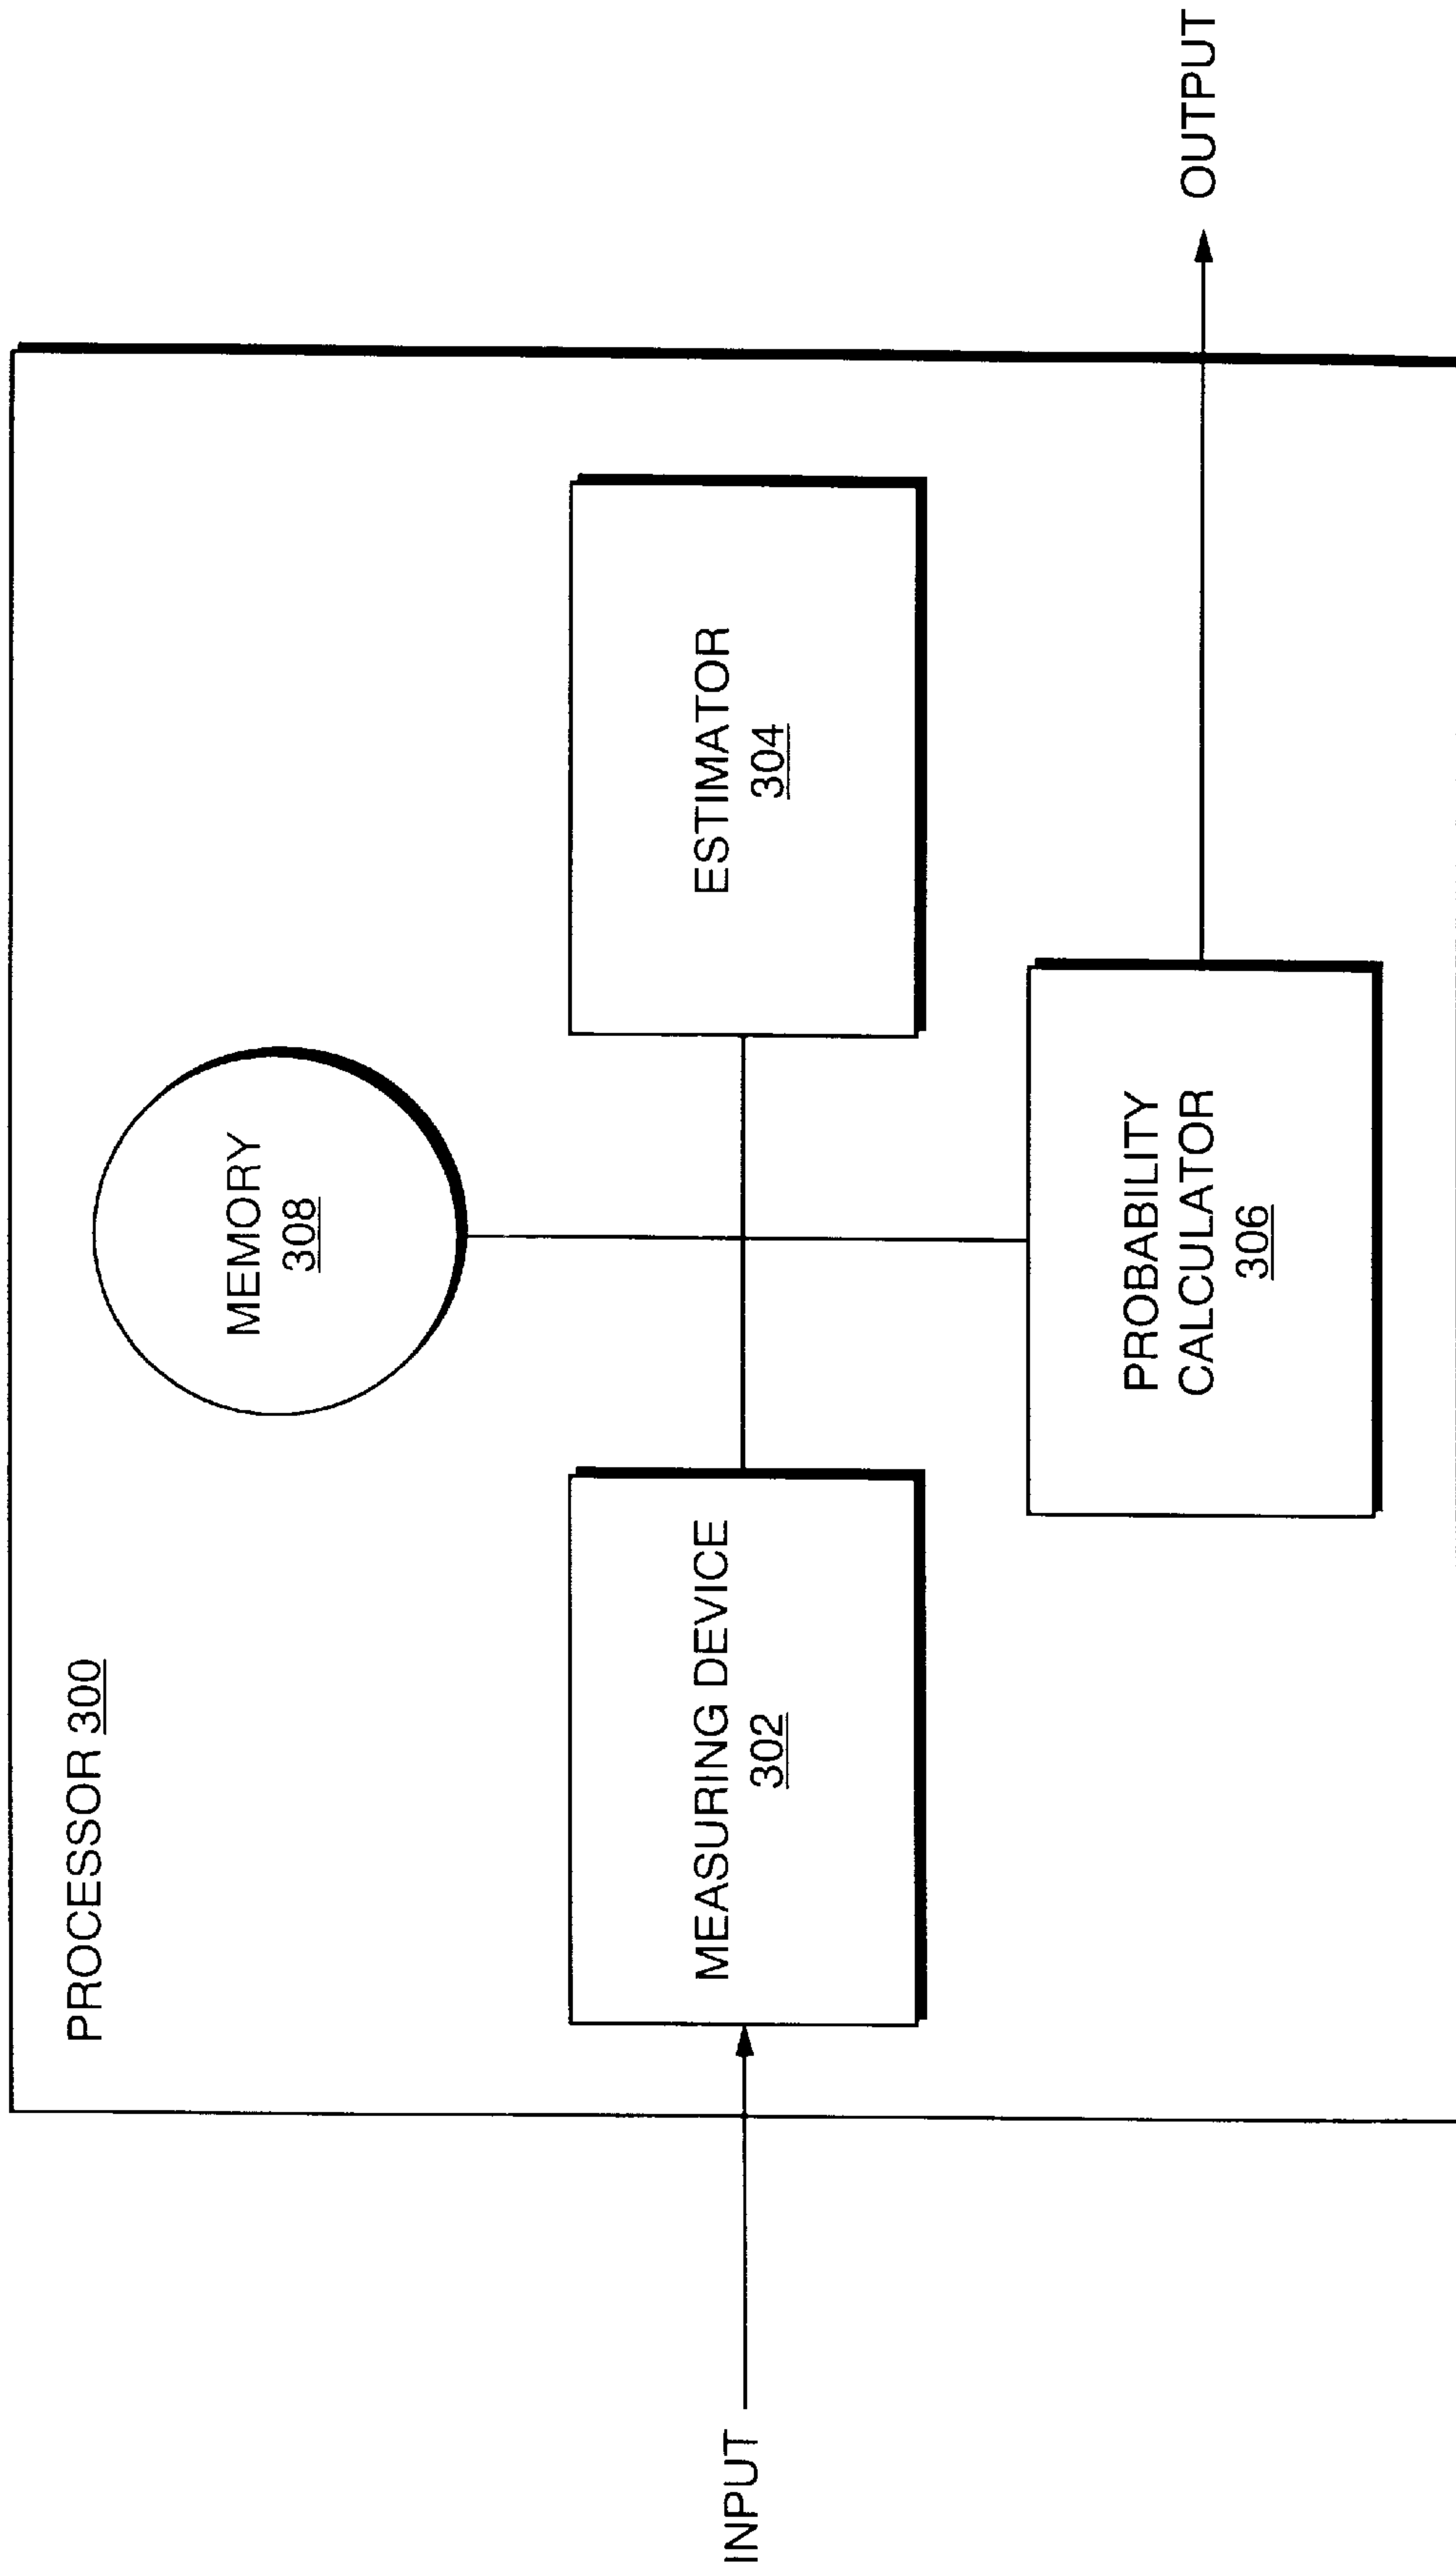 PROCESSOR 300
MEMORY
308
INPUT
MEASURING DEVICE
302
ESTIMATOR
304
PROBABILITY
CALCULATOR
306
OUTPUT